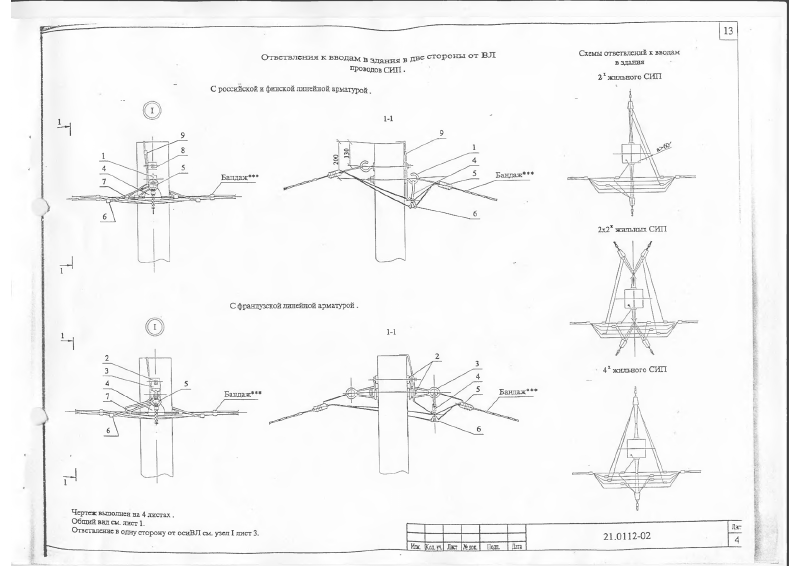 13
Ответвления к вводам в здания в две стороны от ВЛ
проводов СИП .
Схемы ответвлений к вводам
в здания
2ˣ жильного СИП
С российской и финской линейной арматурой .
I
1-1
1
1
9
8
1
4
7
5
6
Бандаж***
200
130
9
1
4
5
6
Бандаж***
2x2ˣ жильных СИП
С французской линейной арматурой .
I
1-1
1
1
2
3
4
7
5
6
Бандаж***
2
3
4
5
6
Бандаж***
4ˣ жильного СИП
Чертеж выполнен на 4 листах .
Общий вид см. лист 1.
Ответвление в одну сторону от осиВЛ см. узел I лист 3.
Изм. Кол. уч. Лист № док. Подп. Дата
21.0112-02
Лист
4